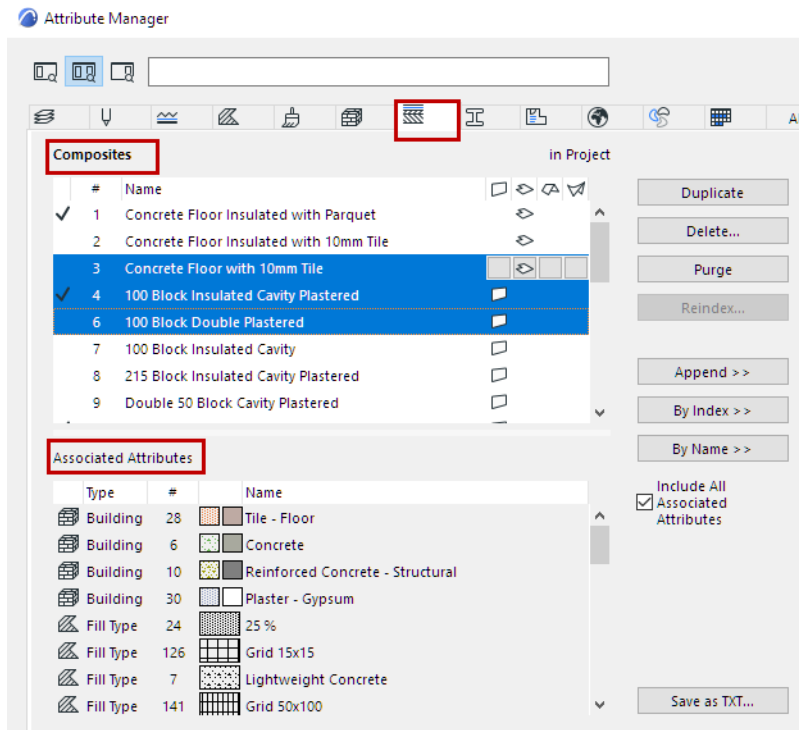 Attribute Manager
A
Composites in Project
# Name
1 Concrete Floor Insulated with Parquet
2 Concrete Floor Insulated with 10mm Tile
3 Concrete Floor with 10mm Tile
4 100 Block Insulated Cavity Plastered
6 100 Block Double Plastered
7 100 Block Insulated Cavity
8 215 Block Insulated Cavity Plastered
9 Double 50 Block Cavity Plastered
Duplicate
Delete...
Purge
Reindex...
Append >>
By Index >>
By Name >>
Include All
Associated
Attributes
Associated Attributes
Type # Name
Building 28 Tile - Floor
Building 6 Concrete
Building 10 Reinforced Concrete - Structural
Building 30 Plaster - Gypsum
Fill Type 24 25 %
Fill Type 126 Grid 15x15
Fill Type 7 Lightweight Concrete
Fill Type 141 Grid 50x100
Save as TXT...